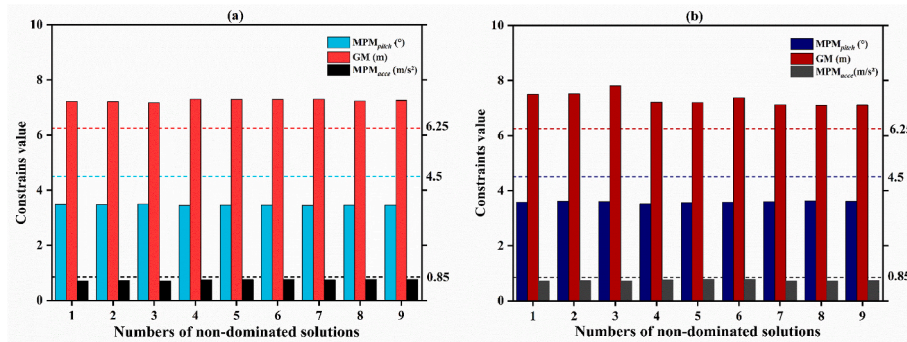 (a)
10
8
6
4
2
0
Constrains value
MPMpitch (°)
GM (m)
MPMacce (m/s²)
6.25
4.5
0.85
1 2 3 4 5 6 7 8 9
Numbers of non-dominated solutions
(b)
10
8
6
4
2
0
Constraints value
MPMpitch (°)
GM (m)
MPMacce(m/s²)
6.25
4.5
0.85
1 2 3 4 5 6 7 8 9
Numbers of non-dominated solutions